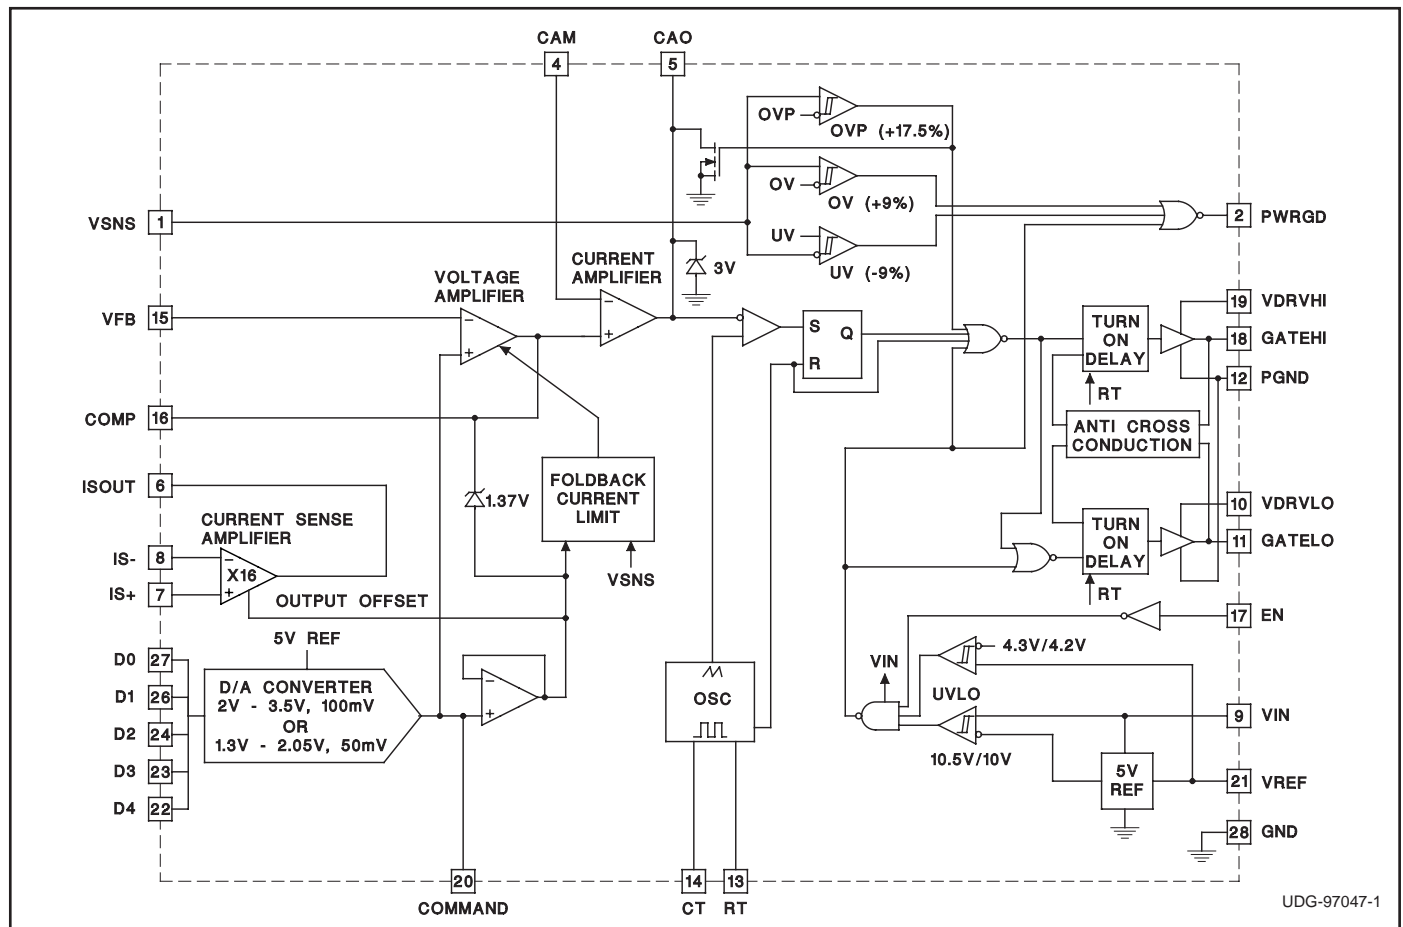 CAM
CAO
4
5
OVP
OVP (+17.5%)
OV
OV (+9%)
VSNS
1
2
PWRGD
UV
UV (-9%)
CURRENT
AMPLIFIER
3V
VOLTAGE
AMPLIFIER
−
+
VFB
15
−
+
S
Q
R
TURN
ON
DELAY
RT
19
VDRVHI
18
GATEHI
12
PGND
COMP
16
ANTI CROSS
CONDUCTION
ISOUT
6
1.37V
FOLDBACK
CURRENT
LIMIT
VSNS
10
VDRVLO
CURRENT SENSE
AMPLIFIER
TURN
ON
DELAY
RT
11
GATELO
IS-
8
−
X16
+
IS+
7
OUTPUT OFFSET
17
EN
5V REF
4.3V/4.2V
VIN
UVLO
D0
27
D1
26
D2
24
D3
23
D4
22
D/A CONVERTER
2V - 3.5V, 100mV
OR
1.3V - 2.05V, 50mV
−
+
OSC
9
VIN
10.5V/10V
5V
REF
21
VREF
28
GND
20
14
13
COMMAND
CT
RT
UDG-97047-1